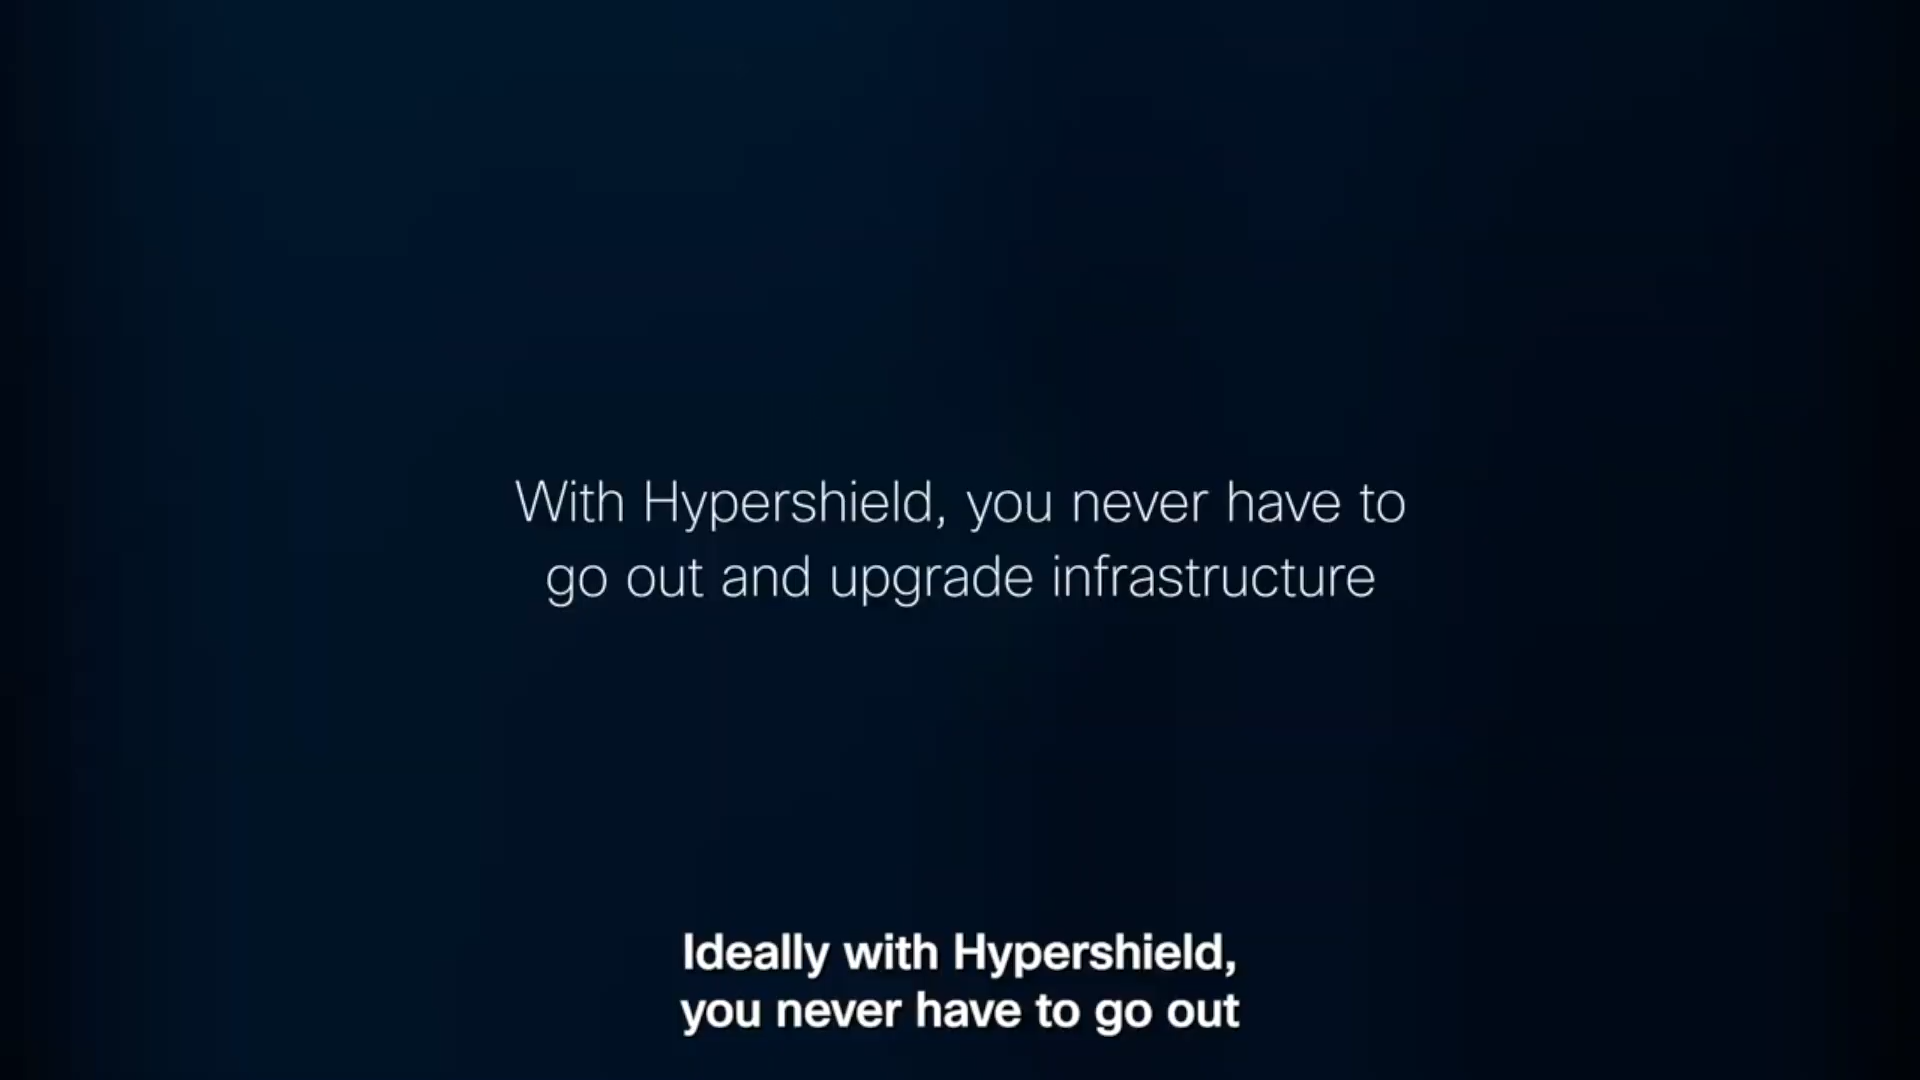 With Hypershield, you never have to
go out and upgrade infrastructure
Ideally with Hypershield,
you never have to go out